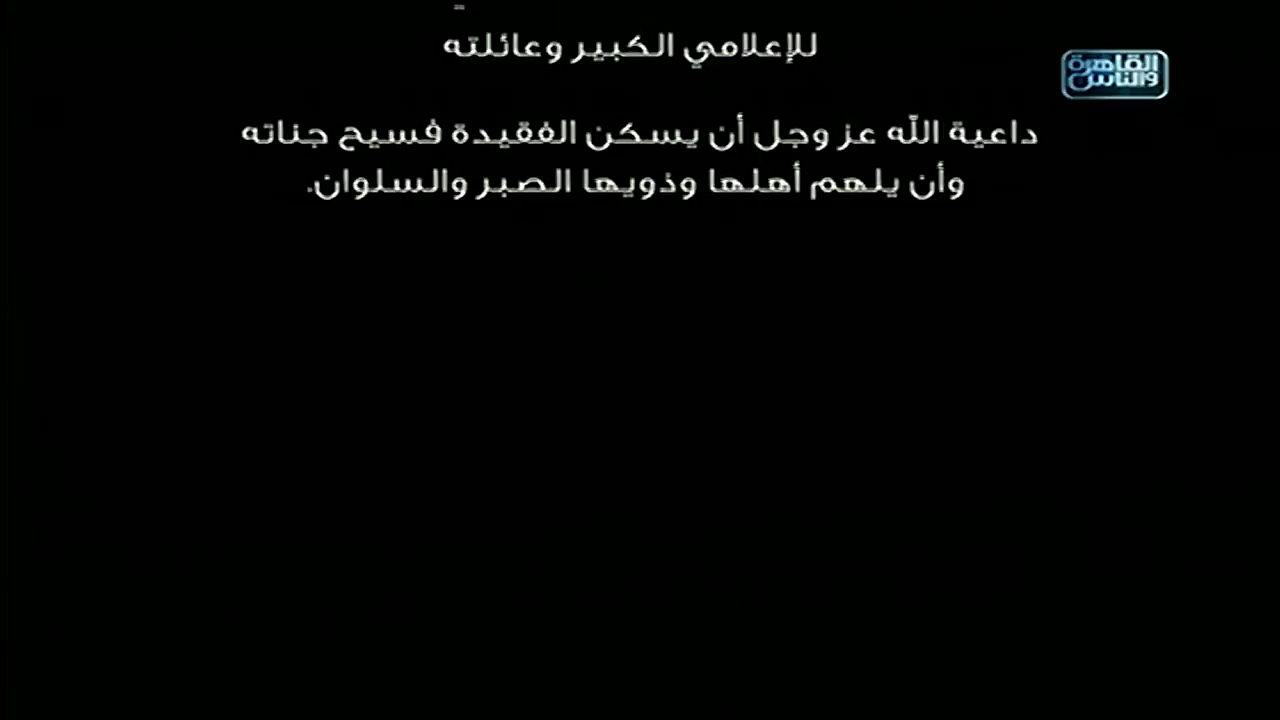 للإعلامي الكبير وعائلته
القاهرة
والناس
داعية الله عز وجل أن يسكن الفقيدة فسيح جناته
وأن يلهم أهلها وذويها الصبر والسلوان.